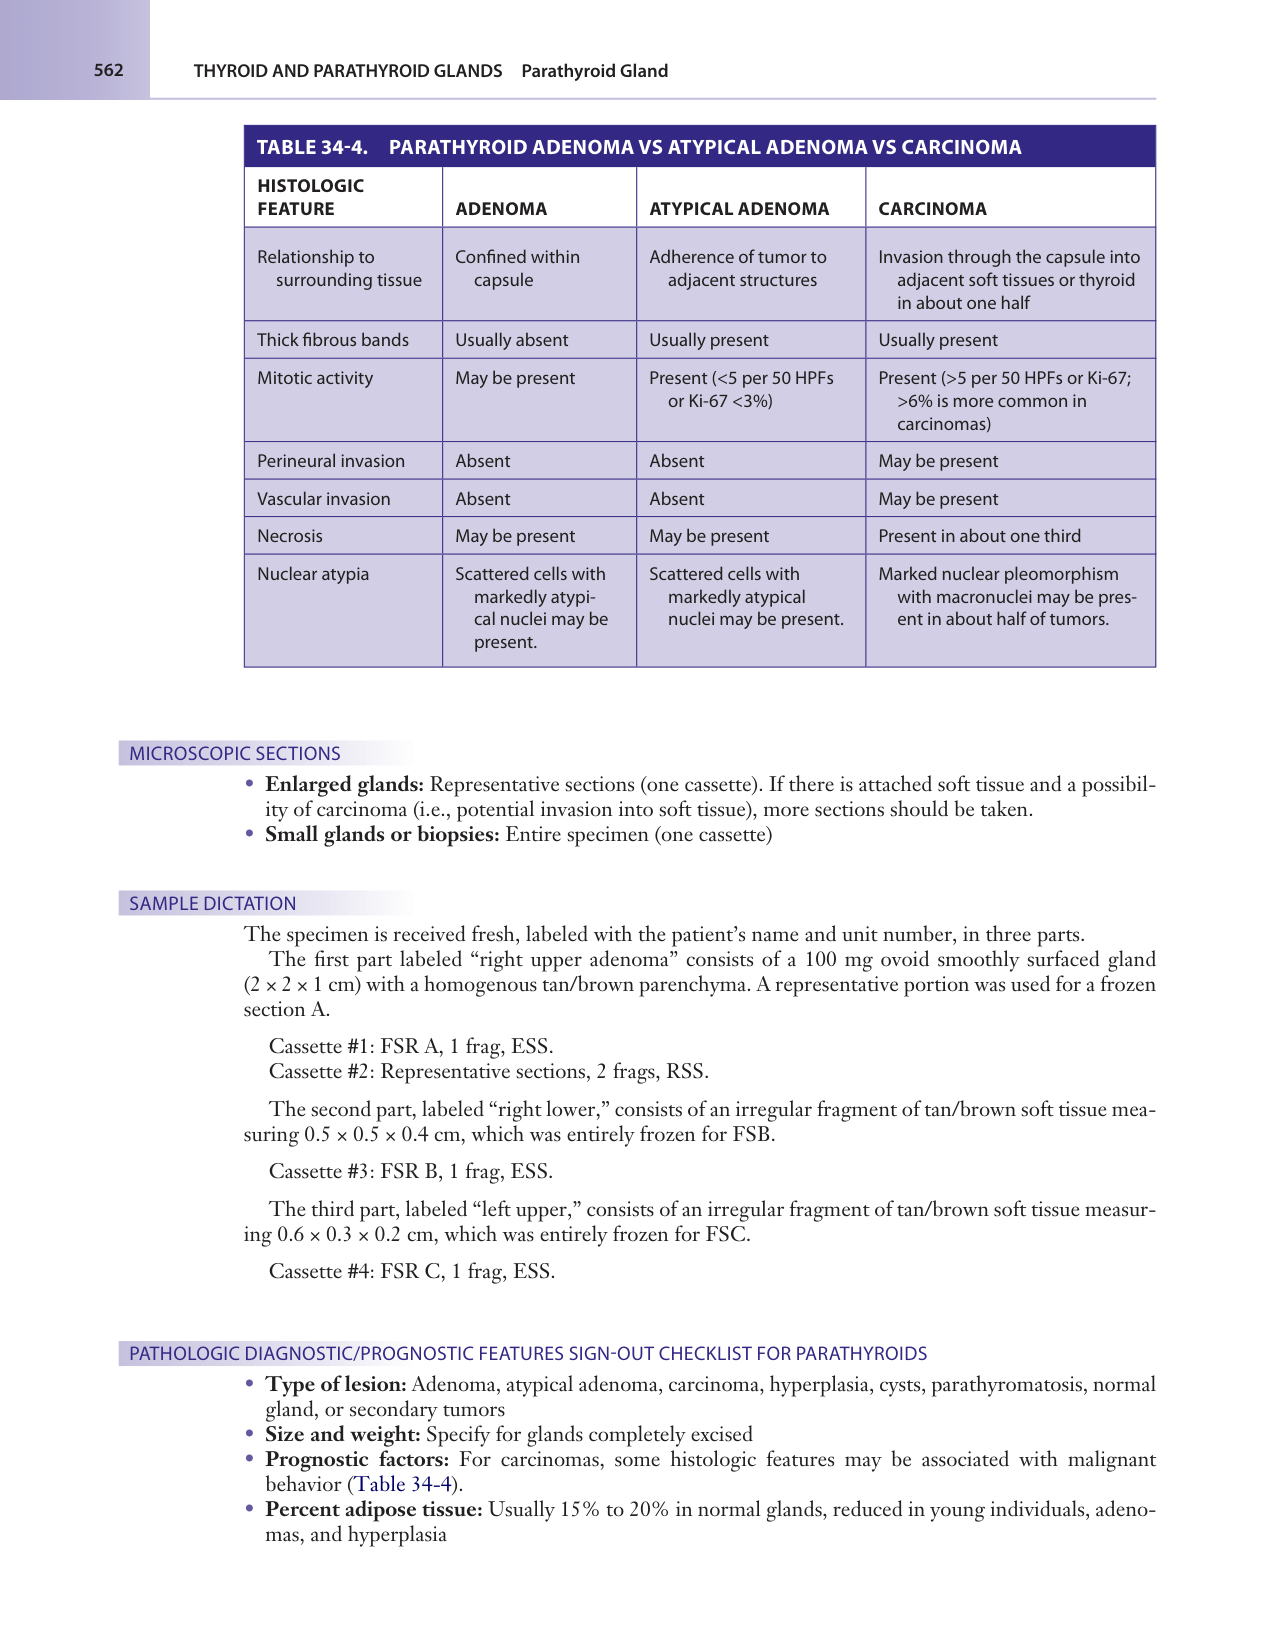 562
THYROID AND PARATHYROID GLANDS Parathyroid Gland
TABLE 34-4. PARATHYROID ADENOMA VS ATYPICAL ADENOMA VS CARCINOMA
HISTOLOGIC
FEATURE
ADENOMA
ATYPICAL ADENOMA
CARCINOMA
Relationship to
surrounding tissue
Confined within
capsule
Adherence of tumor to
adjacent structures
Invasion through the capsule into
adjacent soft tissues or thyroid
in about one half
Thick fibrous bands
Usually absent
Usually present
Usually present
Mitotic activity
May be present
Present (<5 per 50 HPFs
or Ki-67 <3%)
Present (>5 per 50 HPFs or Ki-67;
>6% is more common in
carcinomas)
Perineural invasion
Absent
Absent
May be present
Vascular invasion
Absent
Absent
May be present
Necrosis
May be present
May be present
Present in about one third
Nuclear atypia
Scattered cells with
markedly atypi-
cal nuclei may be
present.
Scattered cells with
markedly atypical
nuclei may be present.
Marked nuclear pleomorphism
with macronuclei may be pres-
ent in about half of tumors.
MICROSCOPIC SECTIONS
• Enlarged glands: Representative sections (one cassette). If there is attached soft tissue and a possibil-
ity of carcinoma (i.e., potential invasion into soft tissue), more sections should be taken.
• Small glands or biopsies: Entire specimen (one cassette)
SAMPLE DICTATION
The specimen is received fresh, labeled with the patient’s name and unit number, in three parts.
The first part labeled “right upper adenoma” consists of a 100 mg ovoid smoothly surfaced gland
(2 × 2 × 1 cm) with a homogenous tan/brown parenchyma. A representative portion was used for a frozen
section A.
Cassette #1: FSR A, 1 frag, ESS.
Cassette #2: Representative sections, 2 frags, RSS.
The second part, labeled “right lower,” consists of an irregular fragment of tan/brown soft tissue mea-
suring 0.5 × 0.5 × 0.4 cm, which was entirely frozen for FSB.
Cassette #3: FSR B, 1 frag, ESS.
The third part, labeled “left upper,” consists of an irregular fragment of tan/brown soft tissue measur-
ing 0.6 × 0.3 × 0.2 cm, which was entirely frozen for FSC.
Cassette #4: FSR C, 1 frag, ESS.
PATHOLOGIC DIAGNOSTIC/PROGNOSTIC FEATURES SIGN-OUT CHECKLIST FOR PARATHYROIDS
• Type of lesion: Adenoma, atypical adenoma, carcinoma, hyperplasia, cysts, parathyromatosis, normal
gland, or secondary tumors
• Size and weight: Specify for glands completely excised
• Prognostic factors: For carcinomas, some histologic features may be associated with malignant
behavior (Table 34-4).
• Percent adipose tissue: Usually 15% to 20% in normal glands, reduced in young individuals, adeno-
mas, and hyperplasia